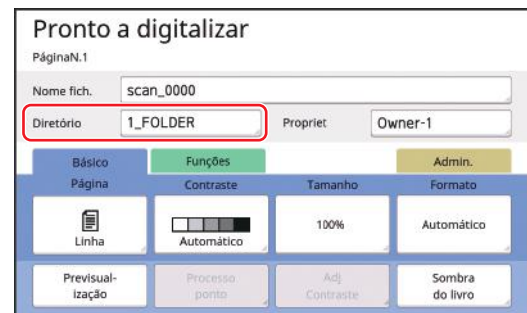 Pronto a digitalizar
PáginaN.1
Nome fich. scan_0000
Diretório 1_FOLDER Propriet Owner-1
Básico Funções Admin.
Página Contraste Tamanho Formato
Linha Automático 100% Automático
Previsual- Processo Adj Sombra
ização ponto Contraste do livro